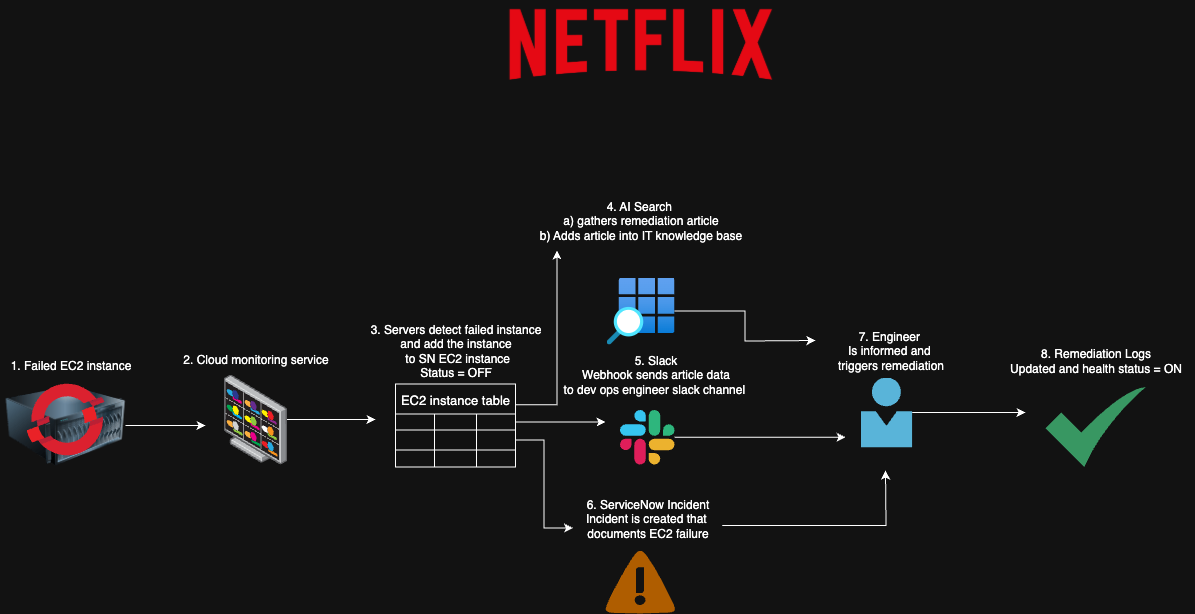 NETFLIX
1. Failed EC2 instance
2. Cloud monitoring service
3. Servers detect failed instance
and add the instance
to SN EC2 instance
Status = OFF
EC2 instance table
4. AI Search
a) gathers remediation article
b) Adds article into IT knowledge base
5. Slack
Webhook sends article data
to dev ops engineer slack channel
6. ServiceNow Incident
Incident is created that
documents EC2 failure
7. Engineer
Is informed and
triggers remediation
8. Remediation Logs
Updated and health status = ON